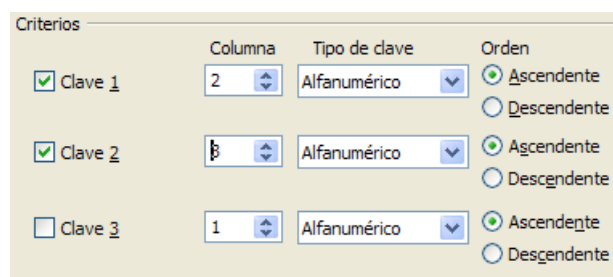 Criterios
Columna Tipo de clave Orden
Clave 1 2 Alfanumérico Ascendente
Descendente
Clave 2 3 Alfanumérico Ascendente
Descendente
Clave 3 1 Alfanumérico Ascendente
Descendente